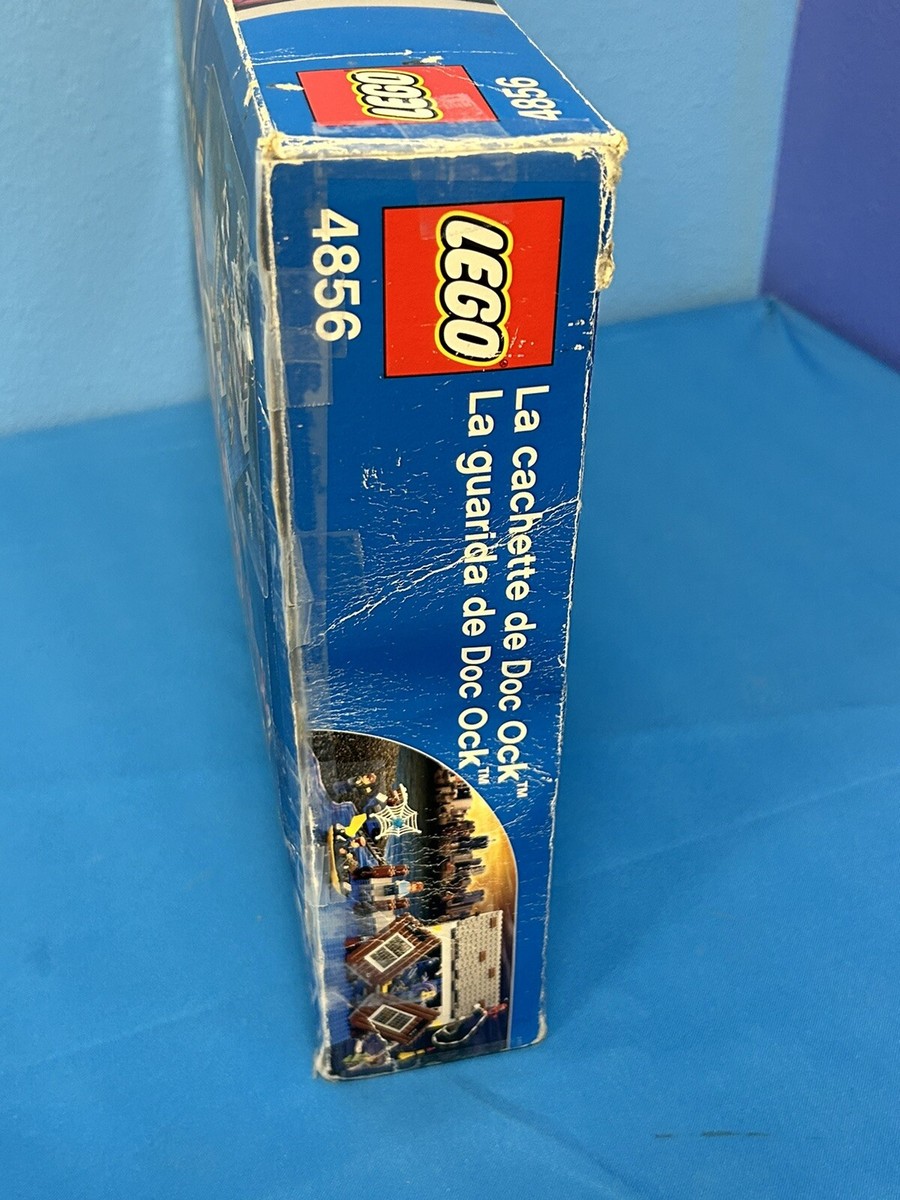 LEGO
4856
LEGO
4856
La cachette de Doc Ock™
La guarida de Doc Ock™